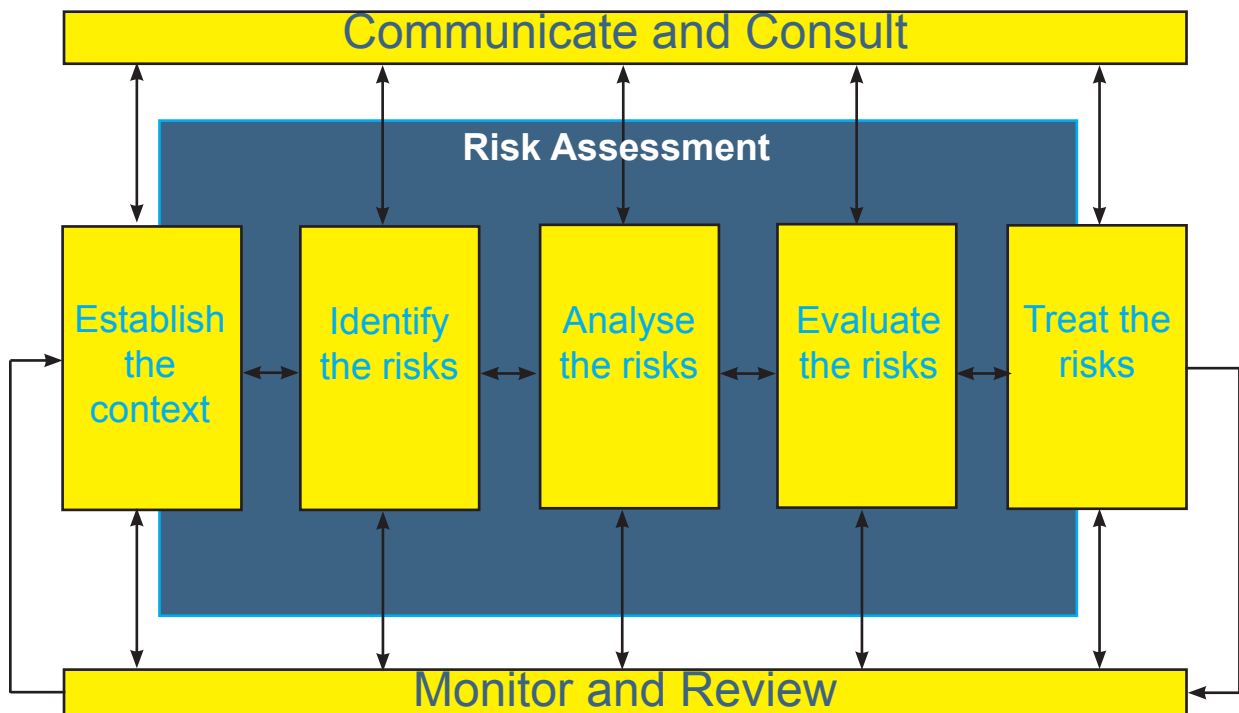 Communicate and Consult
Risk Assessment
Establish
the
context
Identify
the risks
Analyse
the risks
Evaluate
the risks
Treat the
risks
Monitor and Review